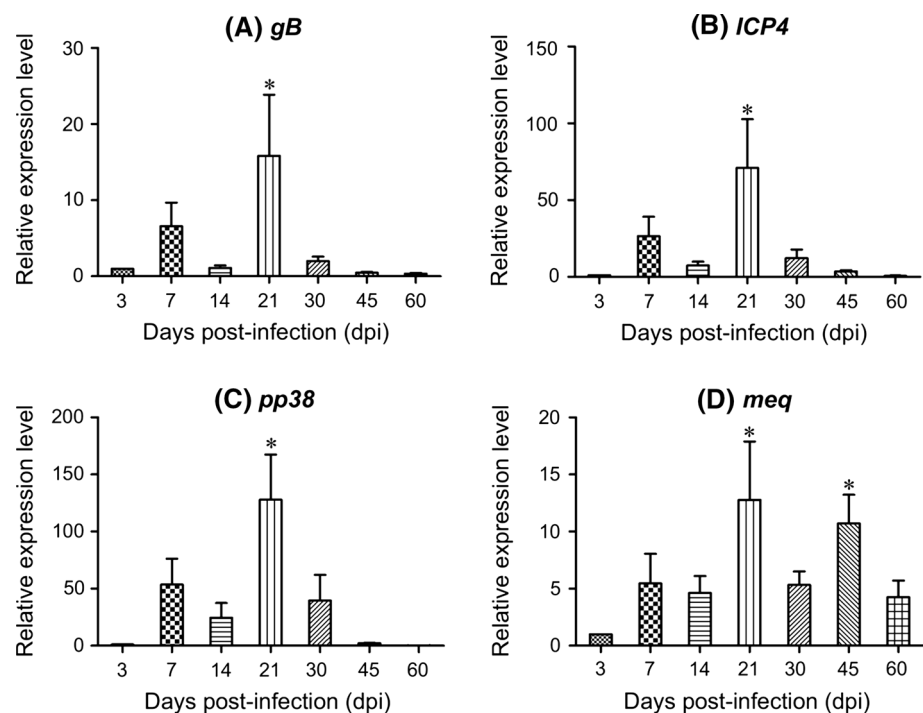 (A) gB
Relative expression level
30
20
10
0
*
3 7 14 21 30 45 60
Days post-infection (dpi)
(B) ICP4
Relative expression level
150
100
50
0
*
3 7 14 21 30 45 60
Days post-infection (dpi)
(C) pp38
Relative expression level
200
150
100
50
0
*
3 7 14 21 30 45 60
Days post-infection (dpi)
(D) meq
Relative expression level
20
15
10
5
0
*
*
3 7 14 21 30 45 60
Days post-infection (dpi)